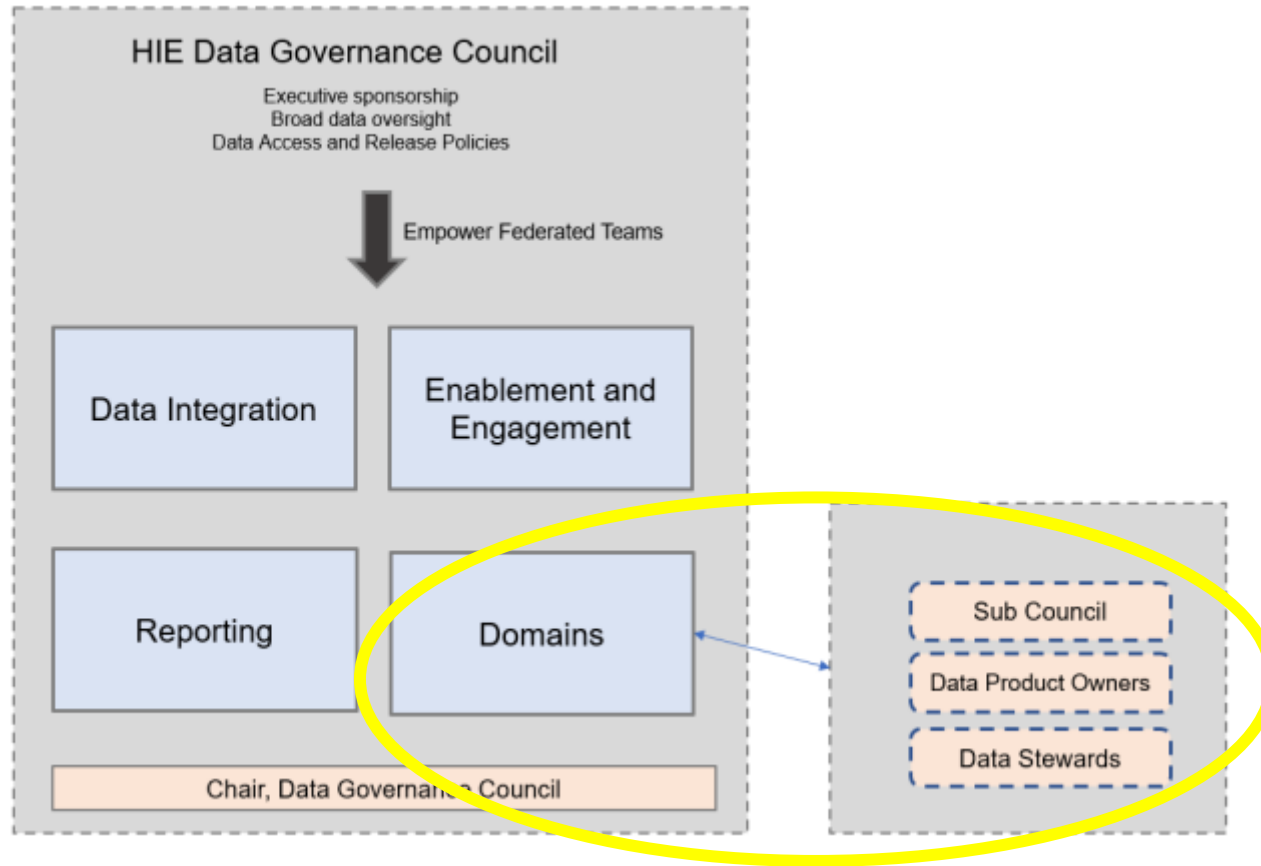 HIE Data Governance Council
Executive sponsorship
Broad data oversight
Data Access and Release Policies
Empower Federated Teams
Data Integration
Enablement and
Engagement
Reporting
Domains
Chair, Data Governance Council
Sub Council
Data Product Owners
Data Stewards